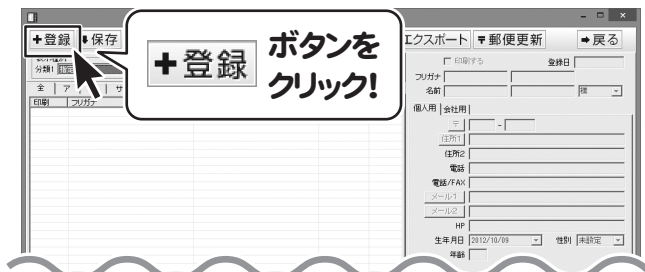 +登録 ↓保存
+登録
ボタンを
クリック!
エクスポート 〒郵便更新 ➡戻る
分類1
全 ア サ
印刷 フリガナ
印刷する 登録日
フリガナ
名前 様
個人用 会社用
〒 -
住所1
住所2
電話
電話/FAX
メール1
メール2
HP
生年月日 2012/10/09 性別 未設定
年齢